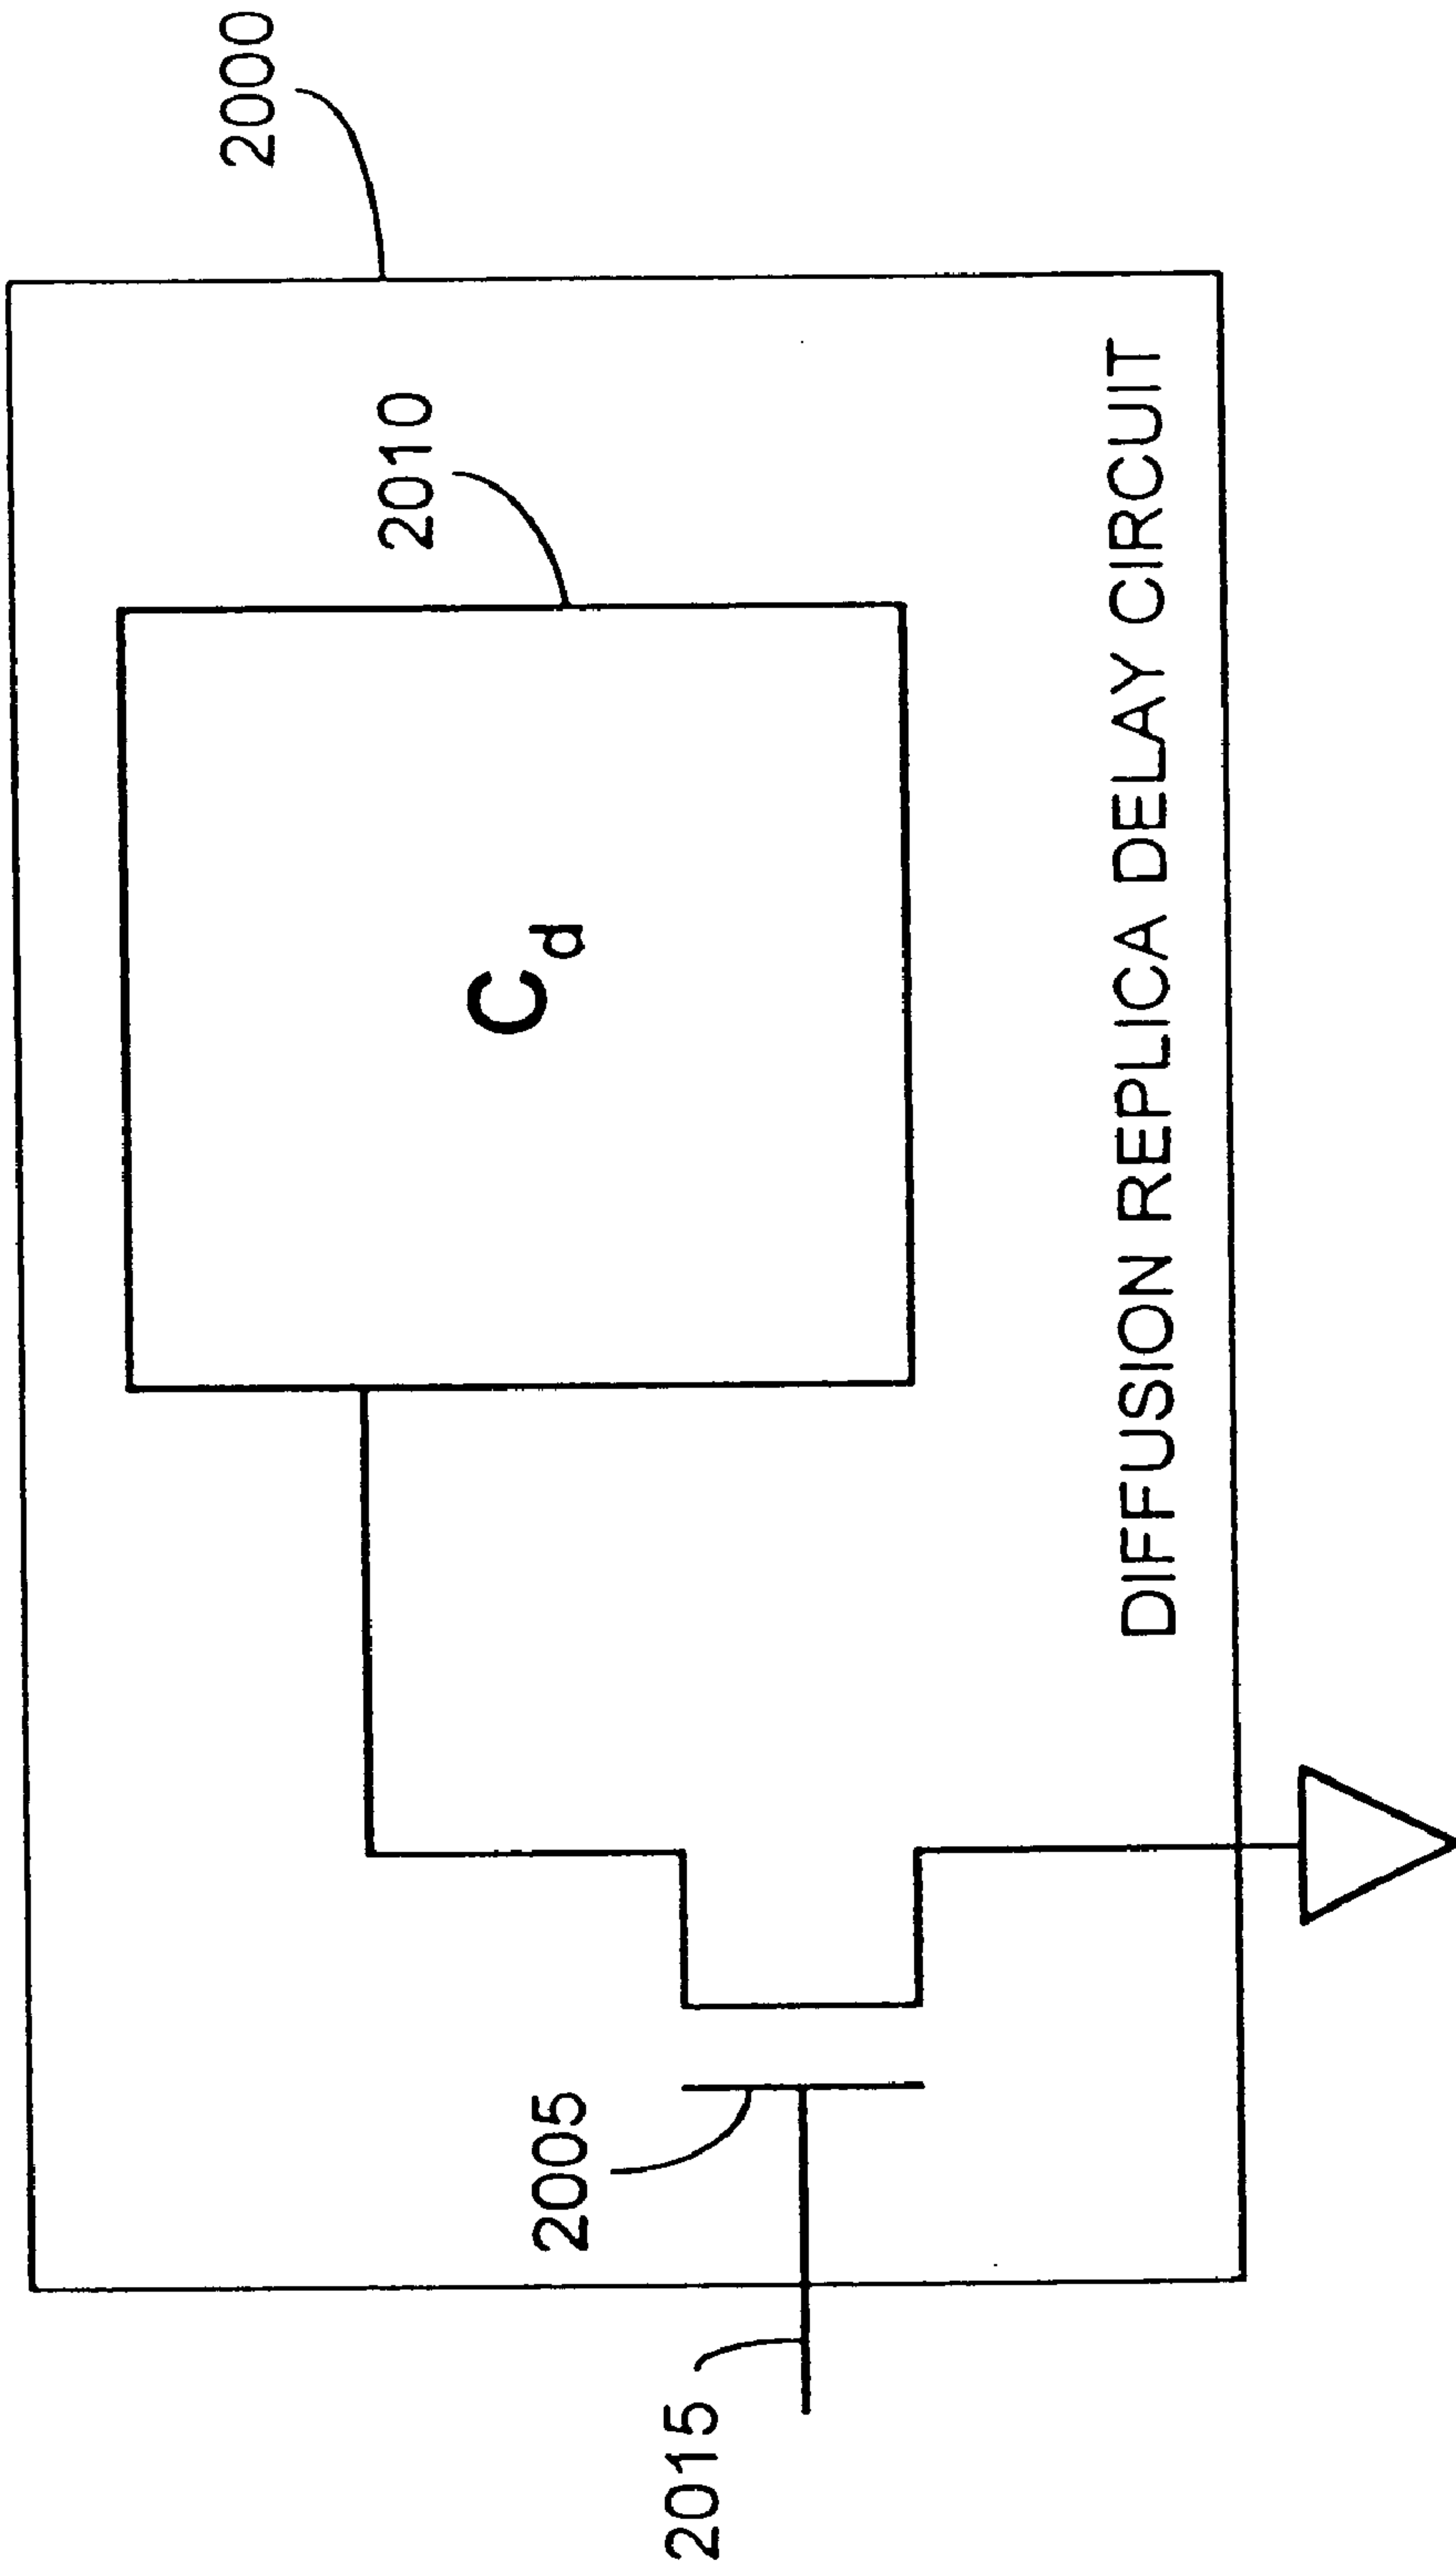 2000
2010
C_d
2005
2015
DIFFUSION REPLICA DELAY CIRCUIT